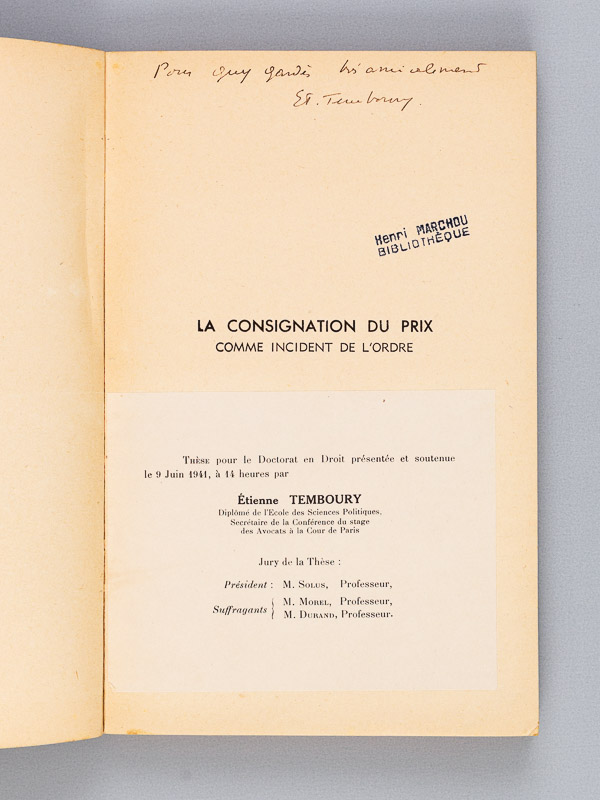 Pour Guy Gardès très amicalement
Et. Temboury.
Henri MARCHOU
BIBLIOTHÈQUE
LA CONSIGNATION DU PRIX
COMME INCIDENT DE L'ORDRE
THÈSE pour le Doctorat en Droit présentée et soutenue
le 9 Juin 1941, à 14 heures par
Étienne TEMBOURY
Diplômé de l'Ecole des Sciences Politiques,
Secrétaire de la Conférence du stage
des Avocats à la Cour de Paris
Jury de la Thèse :
Président : M. SOLUS, Professeur,
Suffragants { M. MOREL, Professeur,
M. DURAND, Professeur.